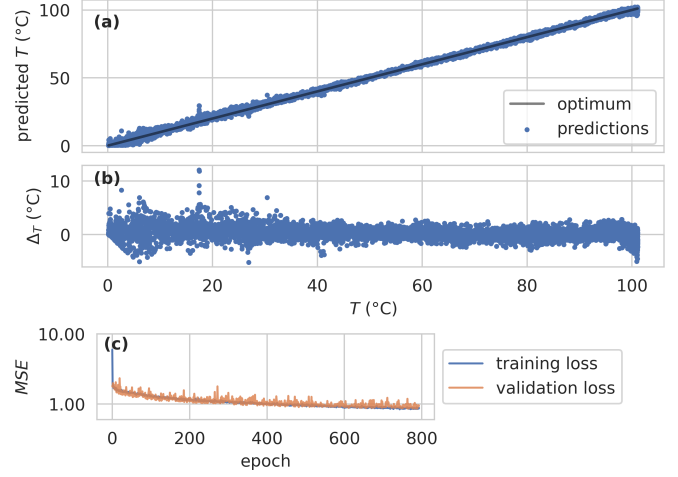 (a)
predicted T (°C)
100
50
0
optimum
predictions
(b)
Δ_T (°C)
10
0
0 20 40 60 80 100
T (°C)
(c)
MSE
10.00
1.00
0 200 400 600 800
epoch
training loss
validation loss